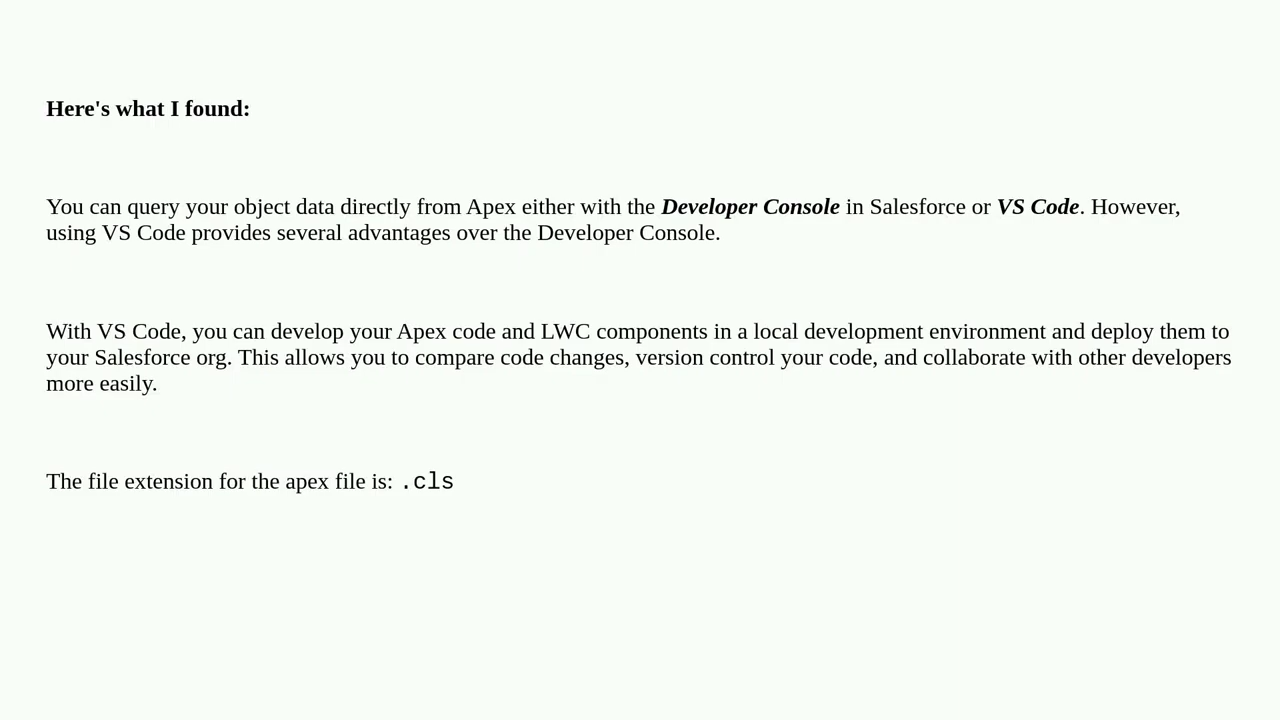 Here's what I found:
You can query your object data directly from Apex either with the Developer Console in Salesforce or VS Code. However,
using VS Code provides several advantages over the Developer Console.
With VS Code, you can develop your Apex code and LWC components in a local development environment and deploy them to
your Salesforce org. This allows you to compare code changes, version control your code, and collaborate with other developers
more easily.
The file extension for the apex file is: .cls